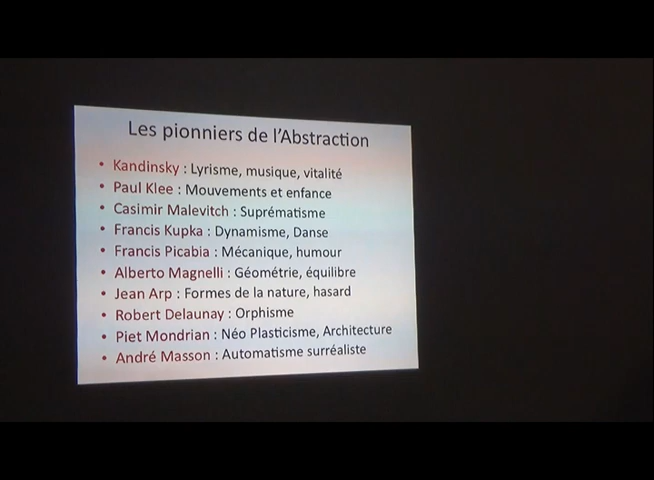 Les pionniers de l'Abstraction
• Kandinsky : Lyrisme, musique, vitalité
• Paul Klee : Mouvements et enfance
• Casimir Malevitch : Suprématisme
• Francis Kupka : Dynamisme, Danse
• Francis Picabia : Mécanique, humour
• Alberto Magnelli : Géométrie, équilibre
• Jean Arp : Formes de la nature, hasard
• Robert Delaunay : Orphisme
• Piet Mondrian : Néo Plasticisme, Architecture
• André Masson : Automatisme surréaliste